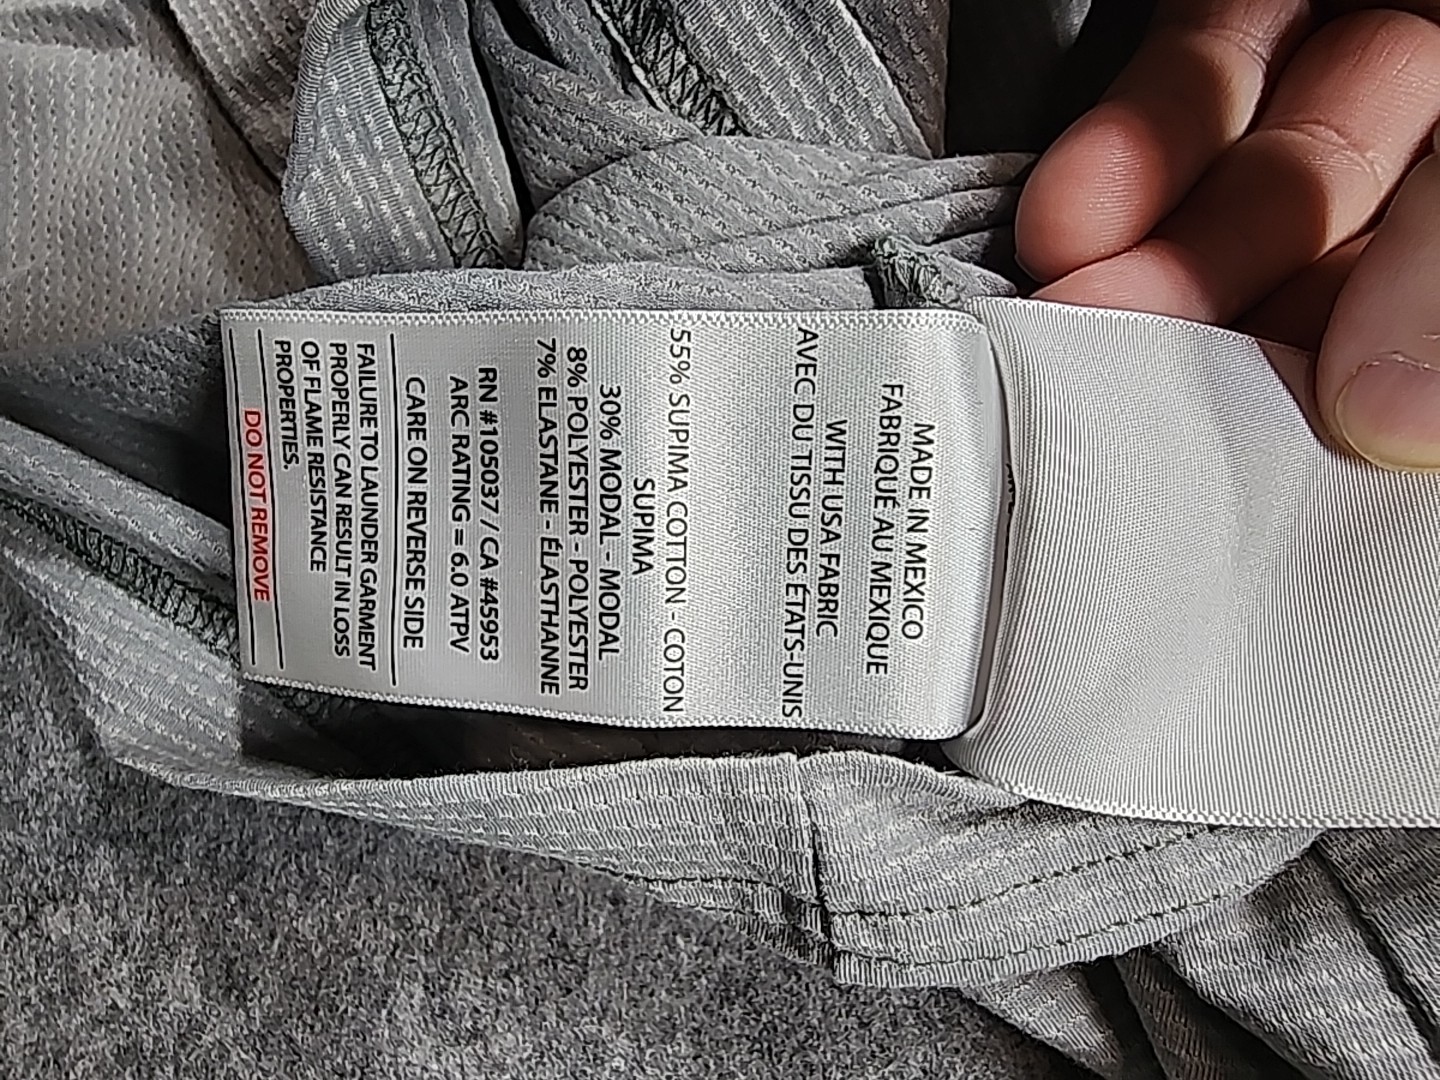 MADE IN MEXICO
FABRIQUÉ AU MEXIQUE
WITH USA FABRIC
AVEC DU TISSU DES ÉTATS-UNIS
55% SUPIMA COTTON - COTON
SUPIMA
30% MODAL - MODAL
8% POLYESTER - POLYESTER
7% ELASTANE - ÉLASTHANNE
RN #105037 / CA #45953
ARC RATING = 6.0 ATPV
CARE ON REVERSE SIDE
FAILURE TO LAUNDER GARMENT
PROPERLY CAN RESULT IN LOSS
OF FLAME RESISTANCE
PROPERTIES.
DO NOT REMOVE